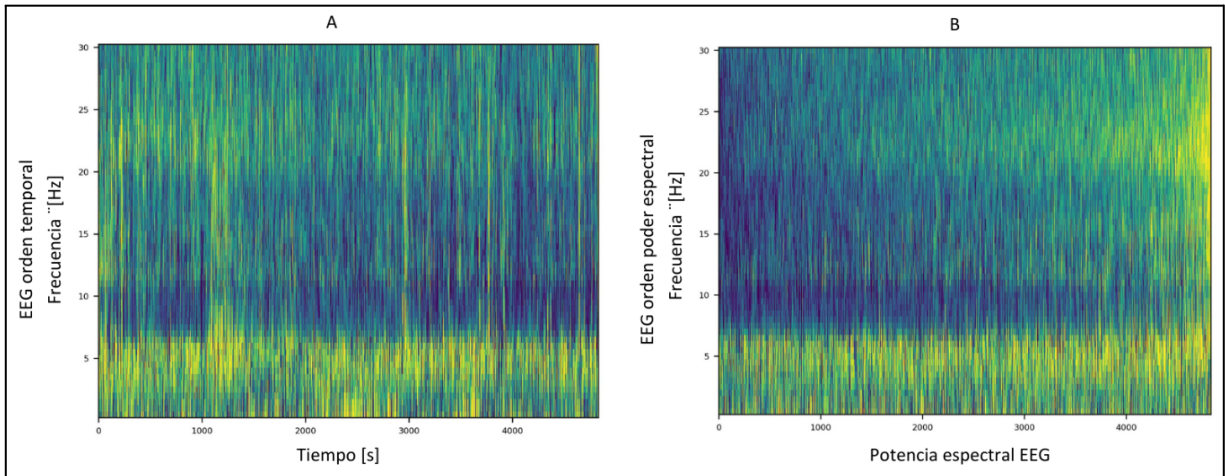 A
30
25
20
15
10
5
0
1000
2000
3000
4000
EEG orden temporal
Frecuencia ¨[Hz]
Tiempo [s]
B
30
25
20
15
10
5
0
1000
2000
3000
4000
EEG orden poder espectral
Frecuencia ¨[Hz]
Potencia espectral EEG